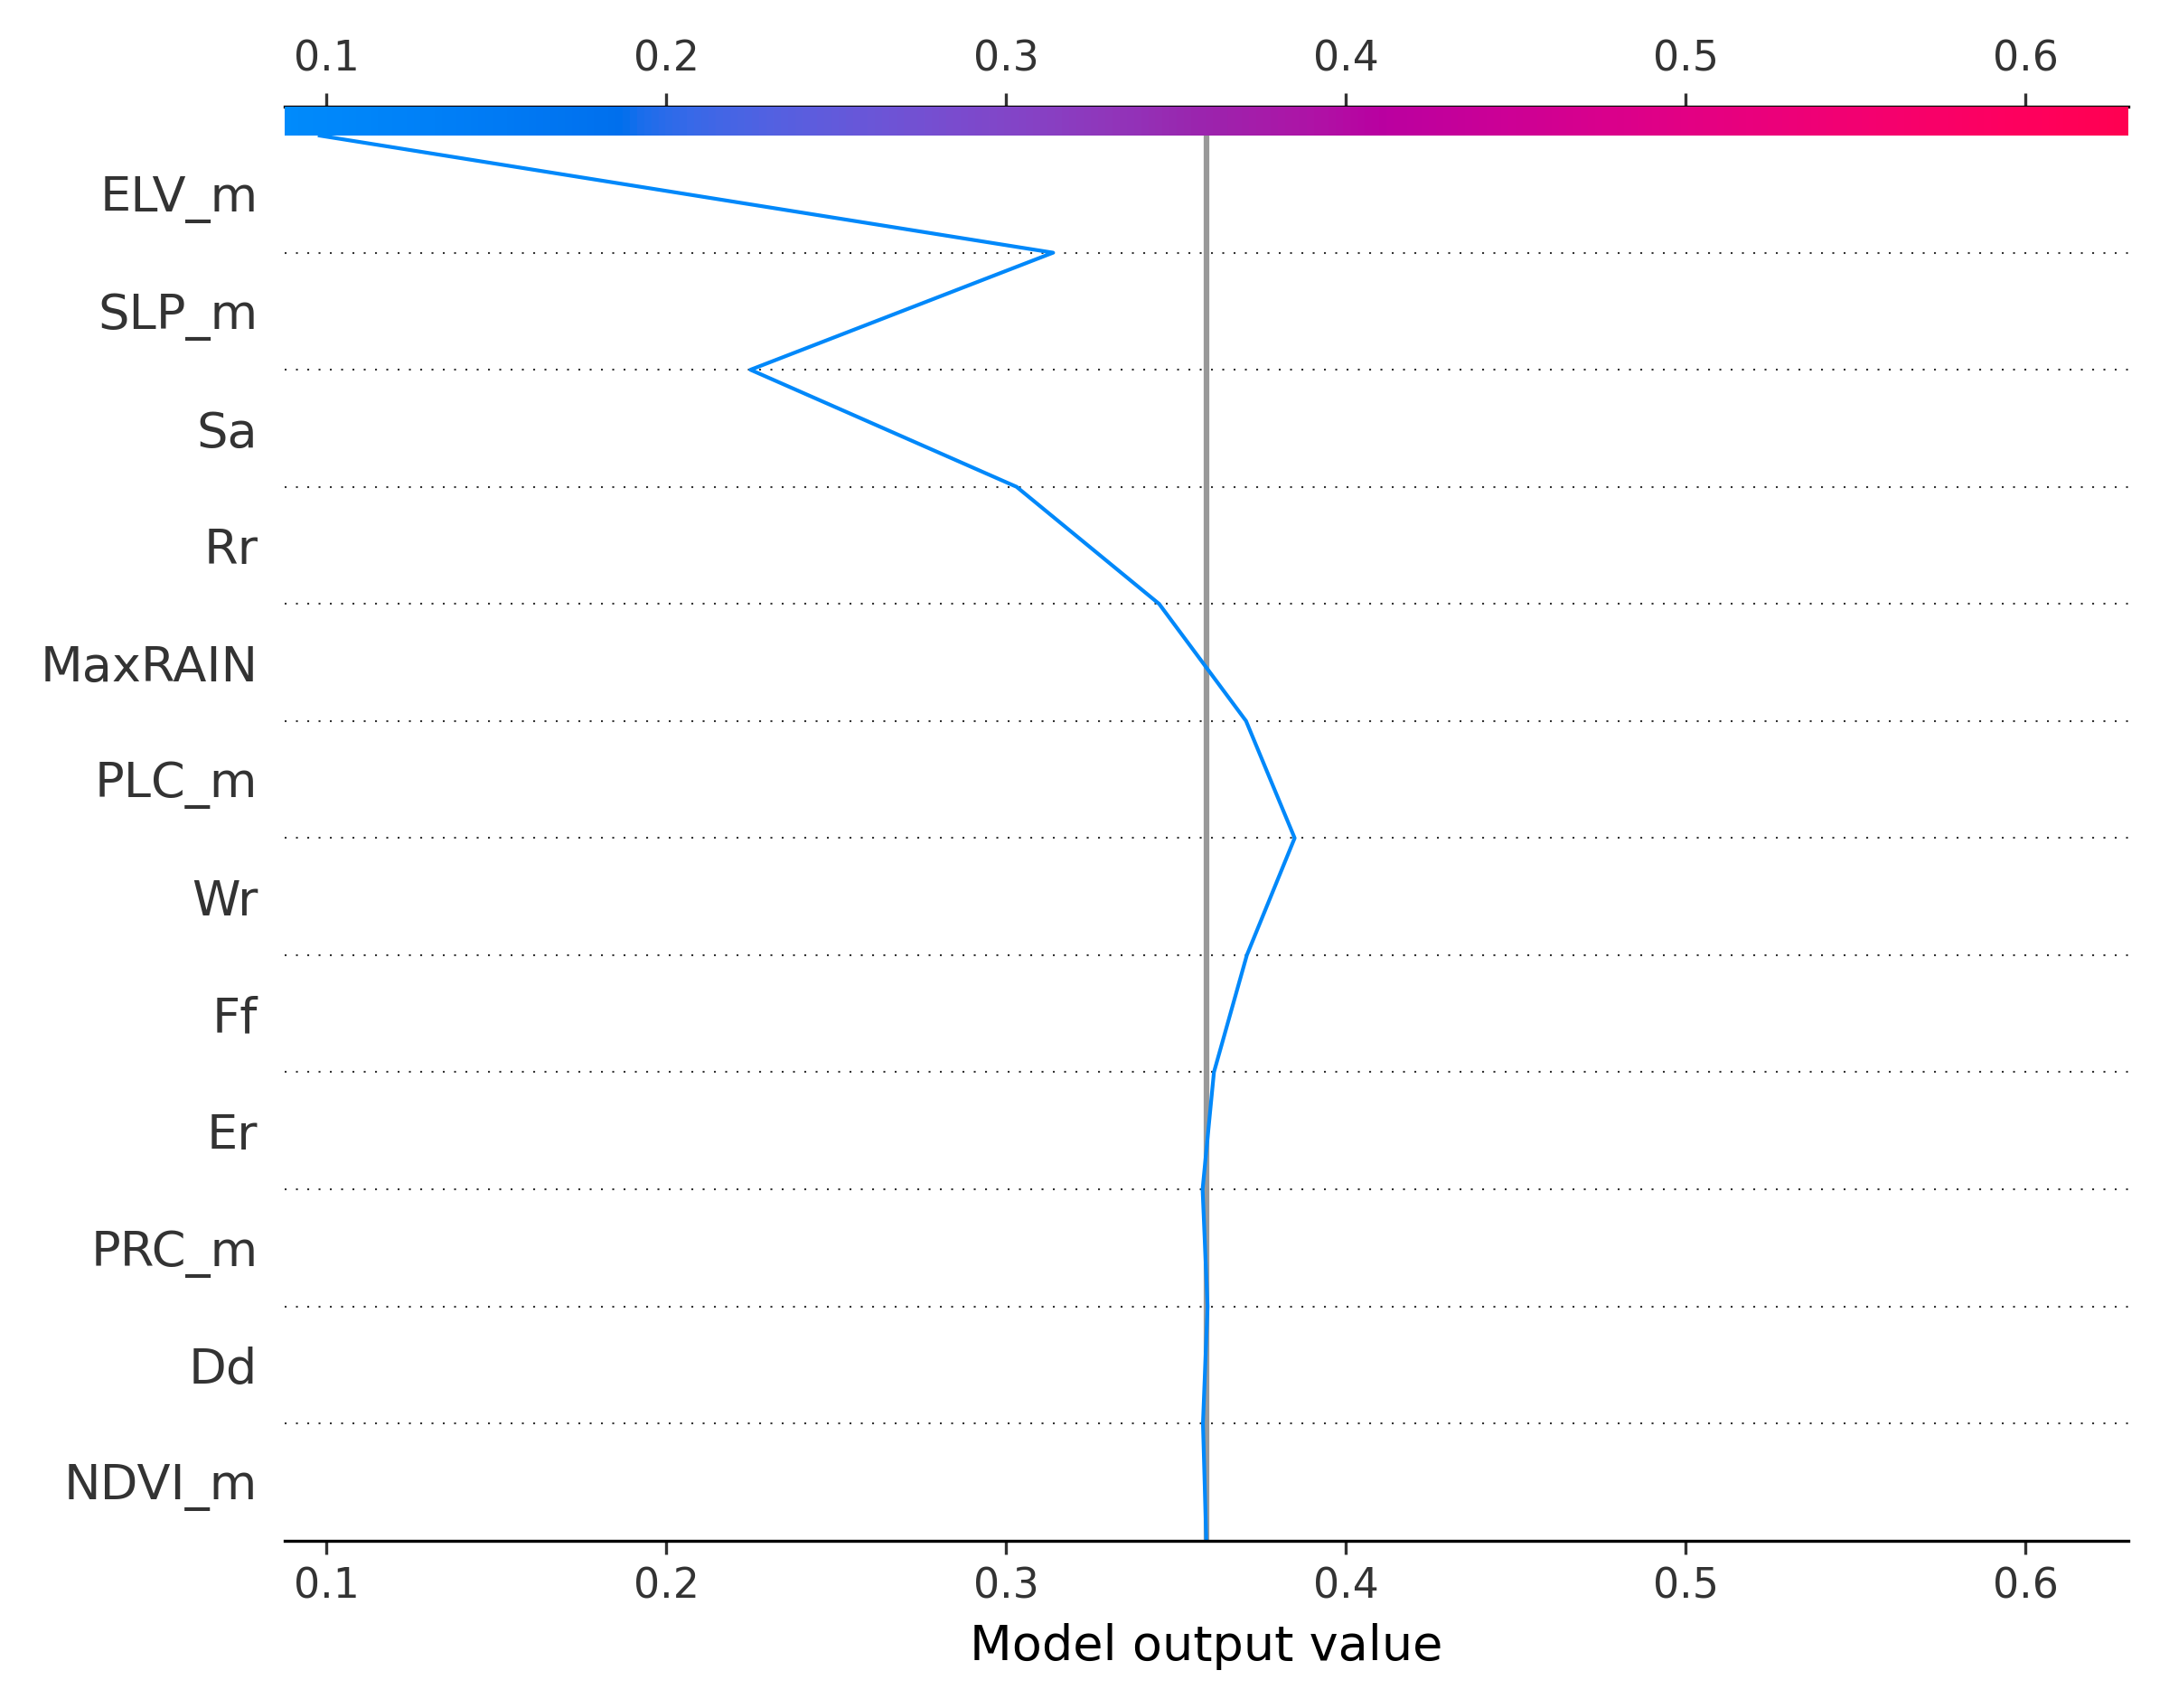 0.1 0.2 0.3 0.4 0.5 0.6
ELV_m
SLP_m
Sa
Rr
MaxRAIN
PLC_m
Wr
Ff
Er
PRC_m
Dd
NDVI_m
0.1 0.2 0.3 0.4 0.5 0.6
Model output value